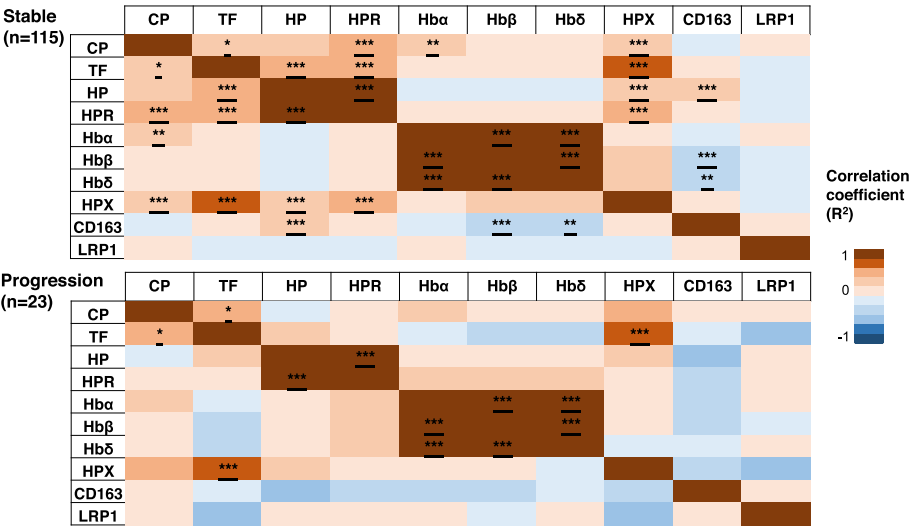 Stable
(n=115)
CP TF HP HPR Hbα Hbβ Hbδ HPX CD163 LRP1
CP * *** ** ***
TF * *** *** ***
HP *** *** *** ***
HPR *** *** *** ***
Hbα ** *** ***
Hbβ *** *** ***
Hbδ *** *** **
HPX *** *** *** ***
CD163 *** *** **
LRP1
Correlation
coefficient
(R²)
1
0
-1
Progression
(n=23)
CP TF HP HPR Hbα Hbβ Hbδ HPX CD163 LRP1
CP *
TF * ***
HP ***
HPR ***
Hbα *** ***
Hbβ *** ***
Hbδ *** ***
HPX ***
CD163
LRP1